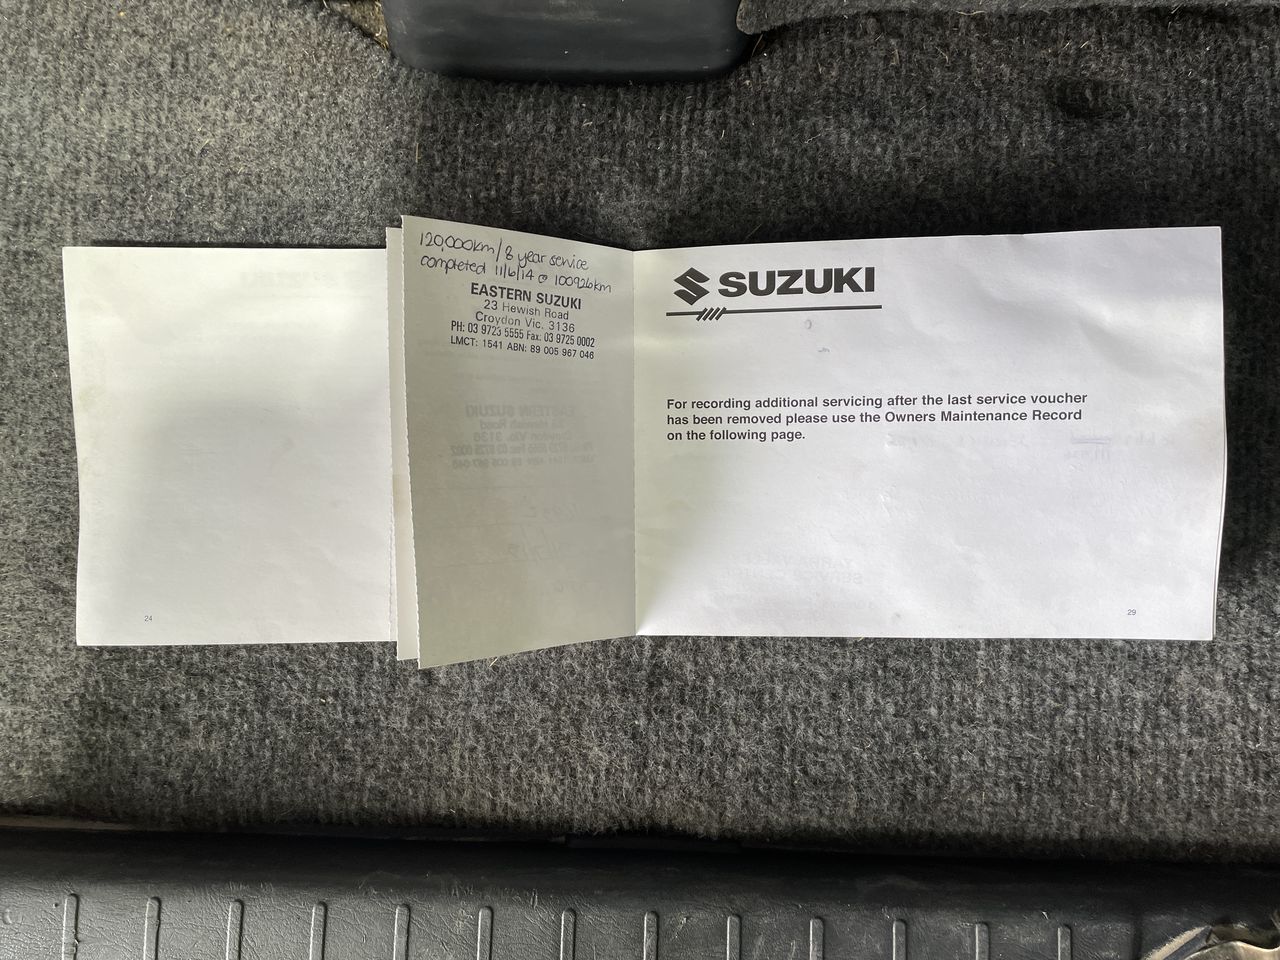 120,000km/8 year service
completed 11/6/14 @ 100926km
EASTERN SUZUKI
23 Hewish Road
Croydon Vic. 3136
PH: 03 9723 5555 Fax: 03 9725 0002
LMCT: 1541 ABN: 89 005 967 046
24
SUZUKI
For recording additional servicing after the last service voucher
has been removed please use the Owners Maintenance Record
on the following page.
29